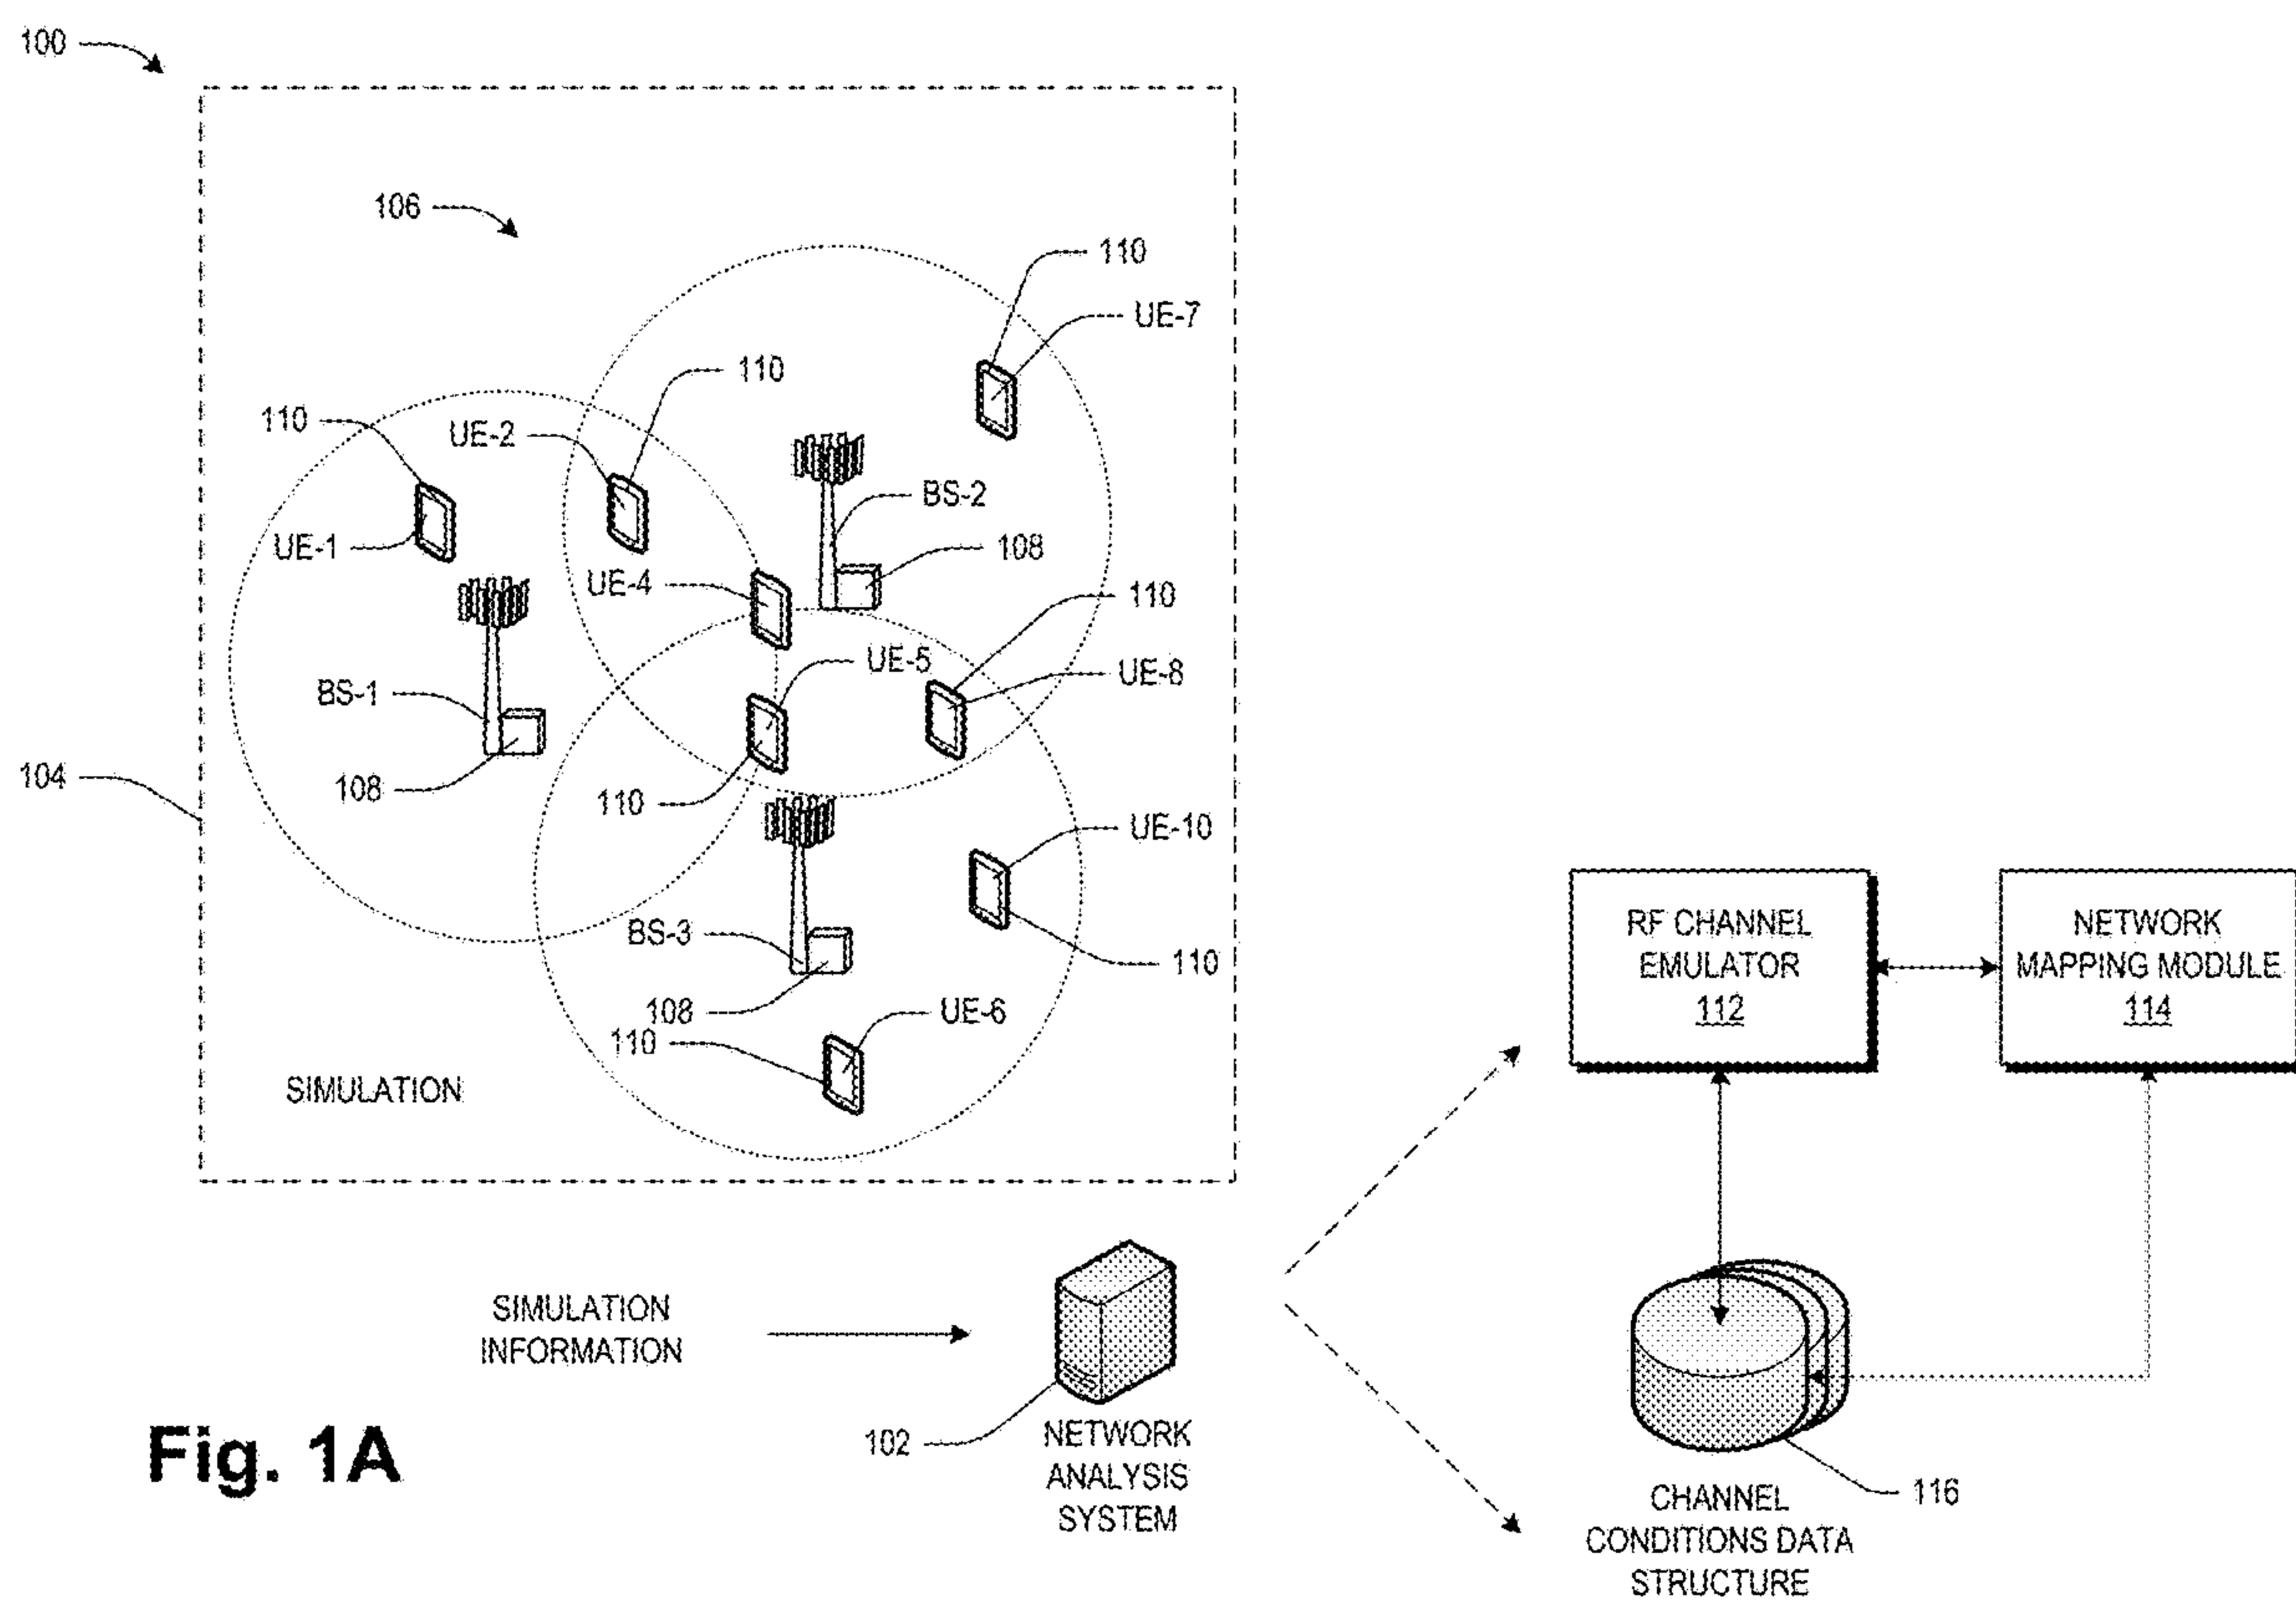 100
106
110
UE-7
110
110
UE-2
BS-2
UE-1
108
UE-4
110
UE-5
UE-8
BS-1
104
108
110
UE-10
BS-3
110
108
UE-6
110
SIMULATION
RF CHANNEL
EMULATOR
112
NETWORK
MAPPING MODULE
114
SIMULATION
INFORMATION
102
NETWORK
ANALYSIS
SYSTEM
116
CHANNEL
CONDITIONS DATA
STRUCTURE
Fig. 1A